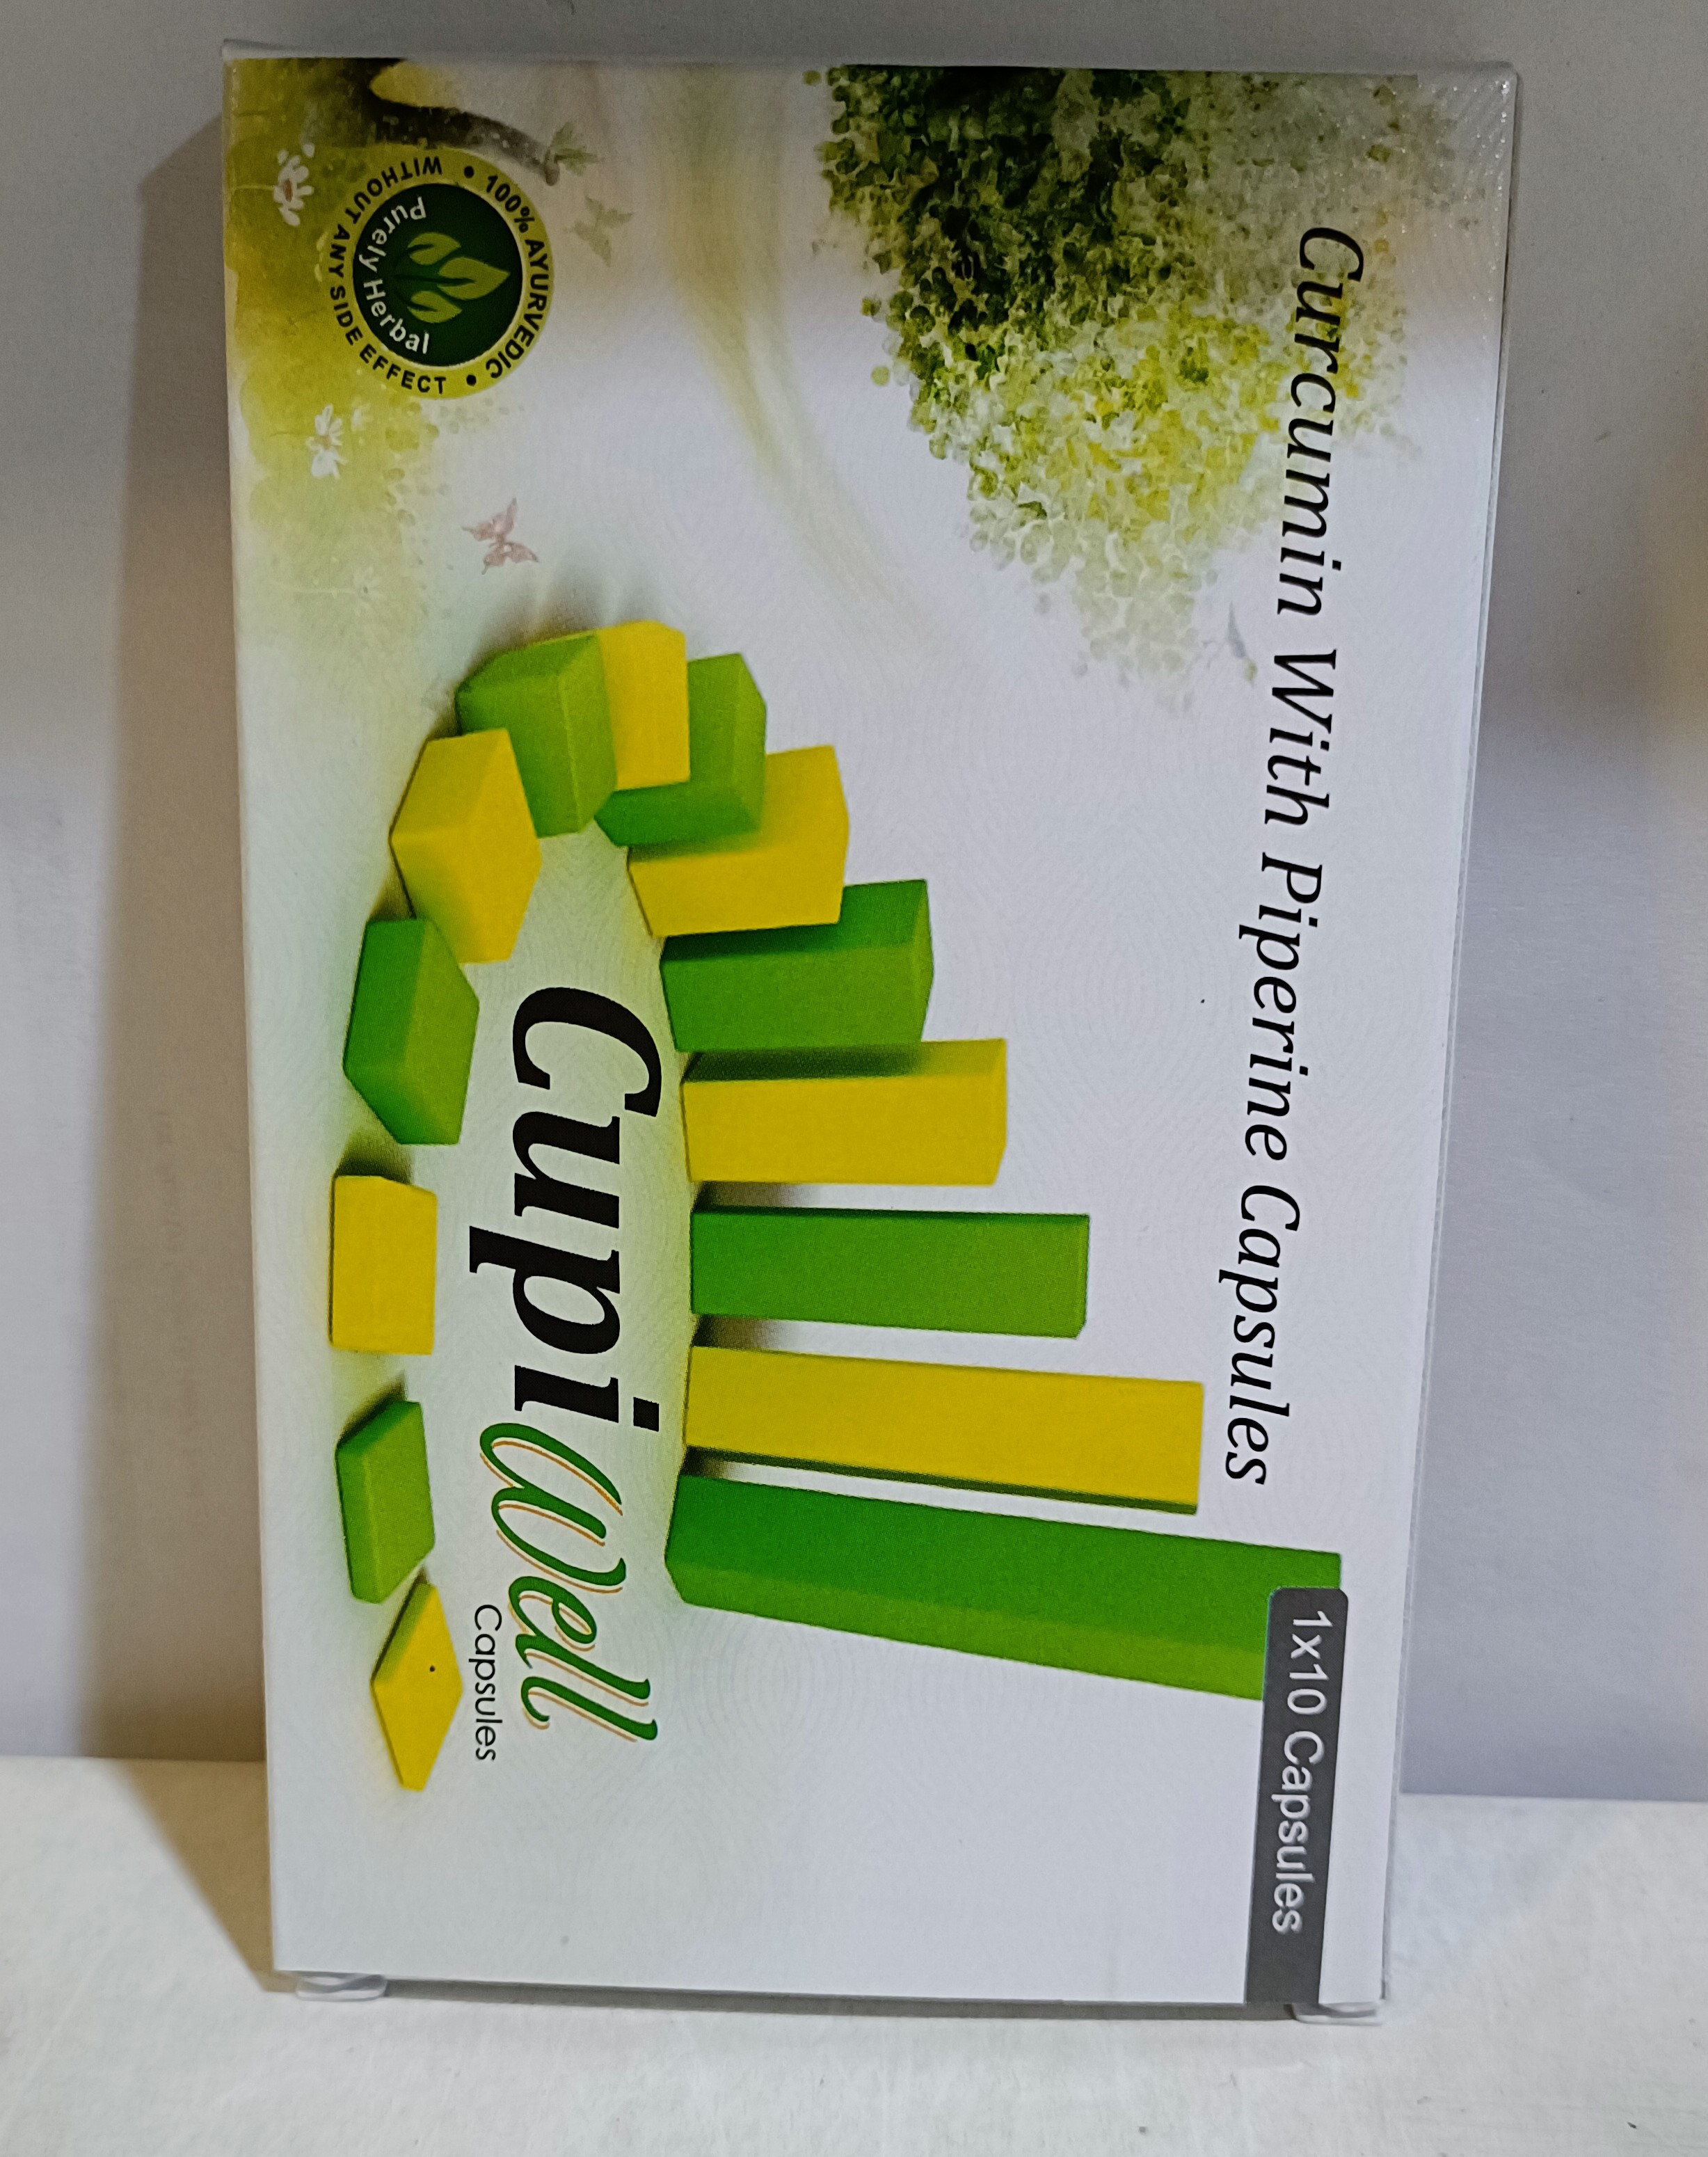 Curcumin With Piperine Capsules
1x10 Capsules
CupiWell
Capsules
• 100% AYURVEDIC •
WITHOUT ANY SIDE EFFECT
Purely Herbal